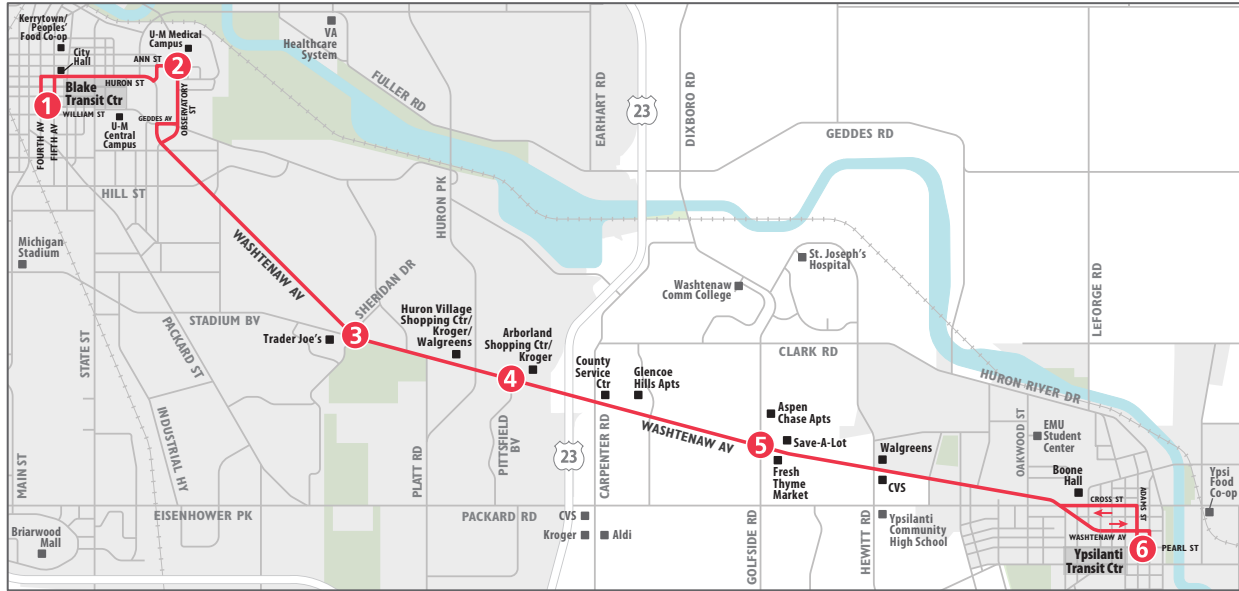 Kerrytown/
Peoples'
Food Co-op
City
Hall
U-M Medical
Campus
ANN ST
2
HURON ST
Blake
Transit Ctr
1
WILLIAM ST
GEDDES AV
OBSERVATORY
ST
U-M
Central
Campus
FOURTH AV
FIFTH AV
VA
Healthcare
System
FULLER RD
EARHART RD
23
DIXBORO RD
GEDDES RD
HURON PK
HILL ST
Michigan
Stadium
WASHTENAW AV
SHERIDAN DR
STADIUM BV
Trader Joe's
3
Huron Village
Shopping Ctr/
Kroger/
Walgreens
Arborland
Shopping Ctr/
Kroger
4
Washtenaw
Comm College
St. Joseph's
Hospital
LEFORGE RD
CLARK RD
HURON RIVER DR
County
Service
Ctr
Glencoe
Hills Apts
STATE ST
PACKARD ST
INDUSTRIAL HY
MAIN ST
PLATT RD
PITTSFIELD
BV
23
CARPENTER RD
WASHTENAW AV
Aspen
Chase Apts
5
Save-A-Lot
Fresh
Thyme
Market
Walgreens
CVS
OAKWOOD ST
EMU
Student
Center
Boone
Hall
CROSS ST
ADAMS ST
Ypsi
Food
Co-op
WASHTENAW AV
6
PEARL ST
Ypsilanti
Transit Ctr
EISENHOWER PK
PACKARD RD
CVS
Kroger
Aldi
GOLFSIDE RD
HEWITT RD
Ypsilanti
Community
High School
Briarwood
Mall